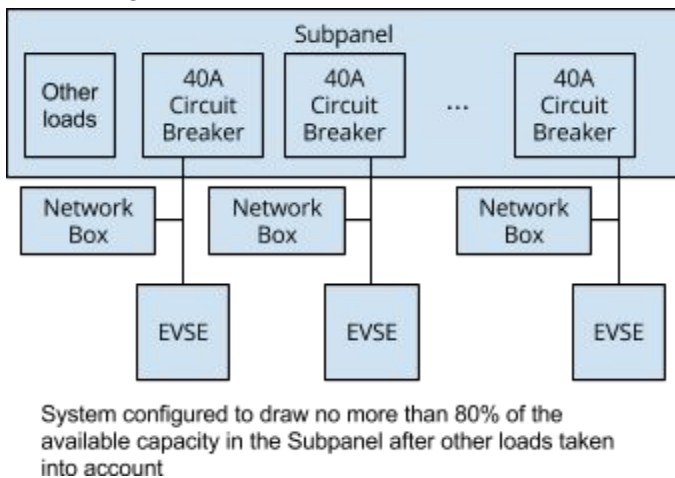 Subpanel
Other
loads
40A
Circuit
Breaker
40A
Circuit
Breaker
...
40A
Circuit
Breaker
Network
Box
Network
Box
Network
Box
EVSE
EVSE
EVSE
System configured to draw no more than 80% of the
available capacity in the Subpanel after other loads taken
into account